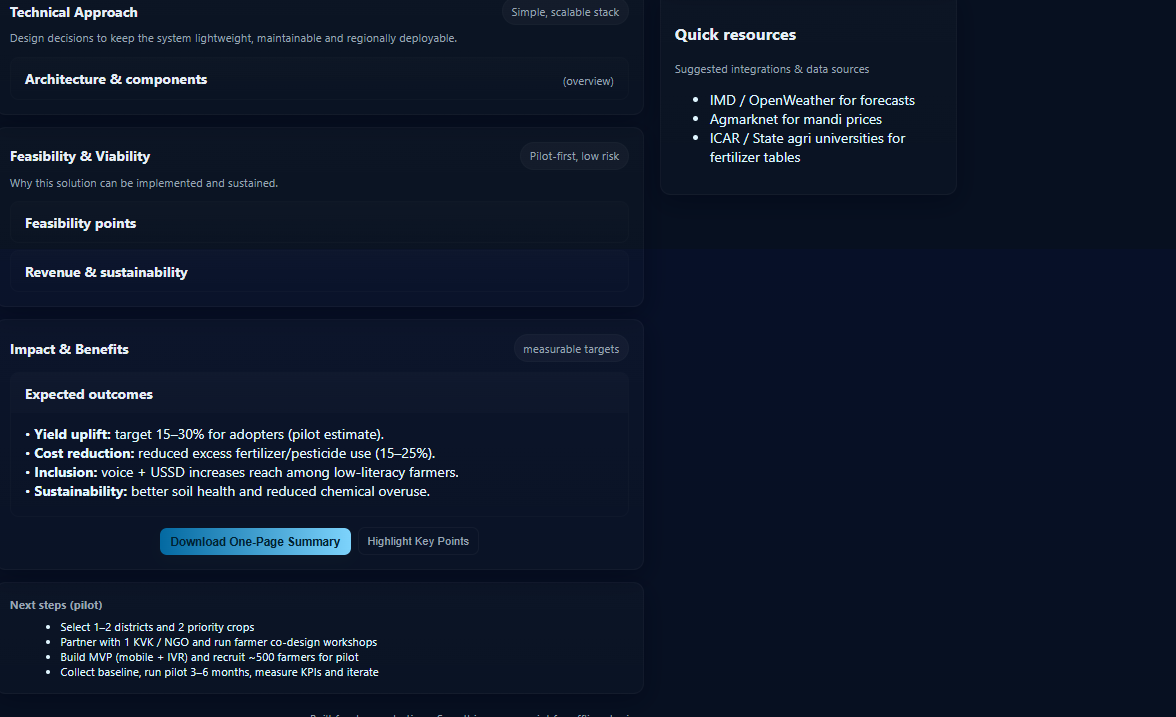 Technical Approach
Simple, scalable stack
Design decisions to keep the system lightweight, maintainable and regionally deployable.
Architecture & components
(overview)
Feasibility & Viability
Pilot-first, low risk
Why this solution can be implemented and sustained.
Feasibility points
Revenue & sustainability
Impact & Benefits
measurable targets
Expected outcomes
• Yield uplift: target 15–30% for adopters (pilot estimate).
• Cost reduction: reduced excess fertilizer/pesticide use (15–25%).
• Inclusion: voice + USSD increases reach among low-literacy farmers.
• Sustainability: better soil health and reduced chemical overuse.
Download One-Page Summary
Highlight Key Points
Next steps (pilot)
• Select 1–2 districts and 2 priority crops
• Partner with 1 KVK / NGO and run farmer co-design workshops
• Build MVP (mobile + IVR) and recruit ~500 farmers for pilot
• Collect baseline, run pilot 3–6 months, measure KPIs and iterate
Quick resources
Suggested integrations & data sources
• IMD / OpenWeather for forecasts
• Agmarknet for mandi prices
• ICAR / State agri universities for
fertilizer tables